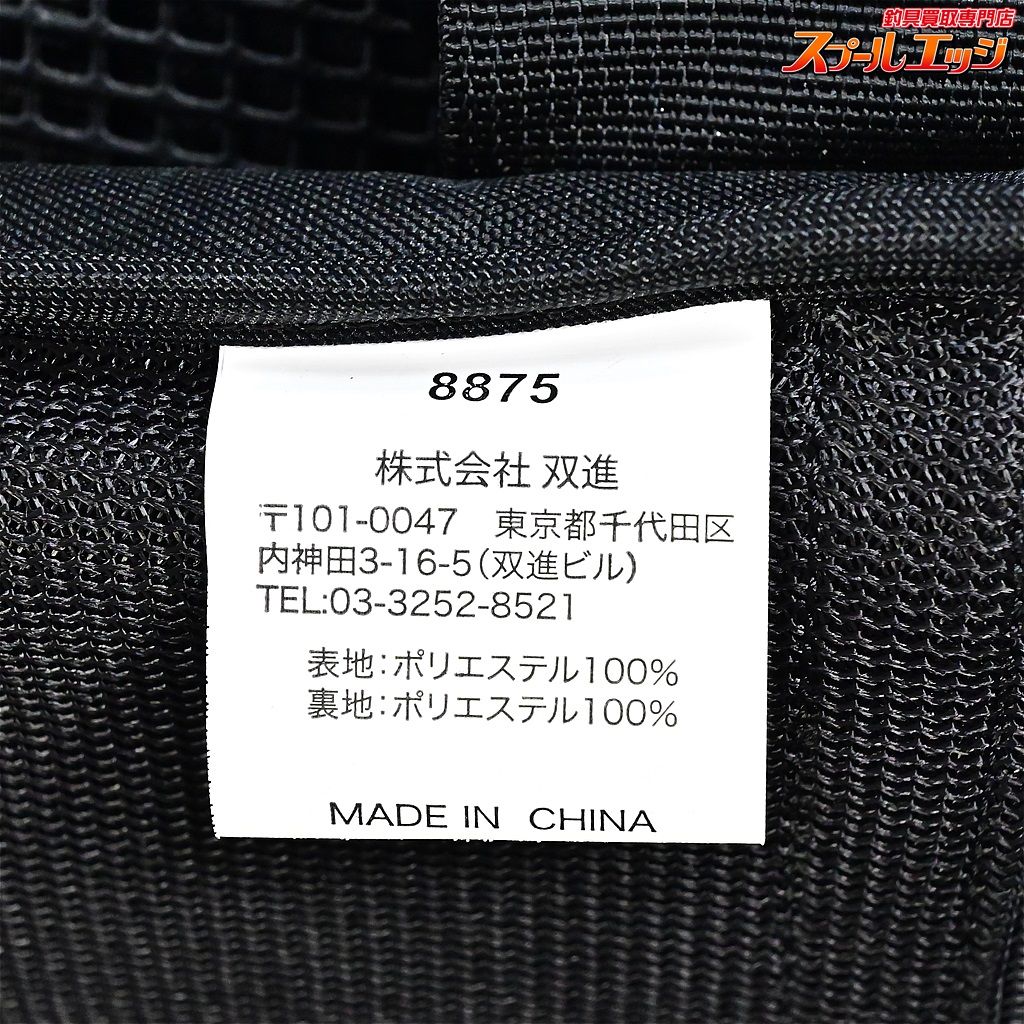 釣具買取専門店
スプールエッジ
8875
株式会社 双進
〒101-0047 東京都千代田区
内神田3-16-5(双進ビル)
TEL:03-3252-8521
表地:ポリエステル100%
裏地:ポリエステル100%
MADE IN CHINA